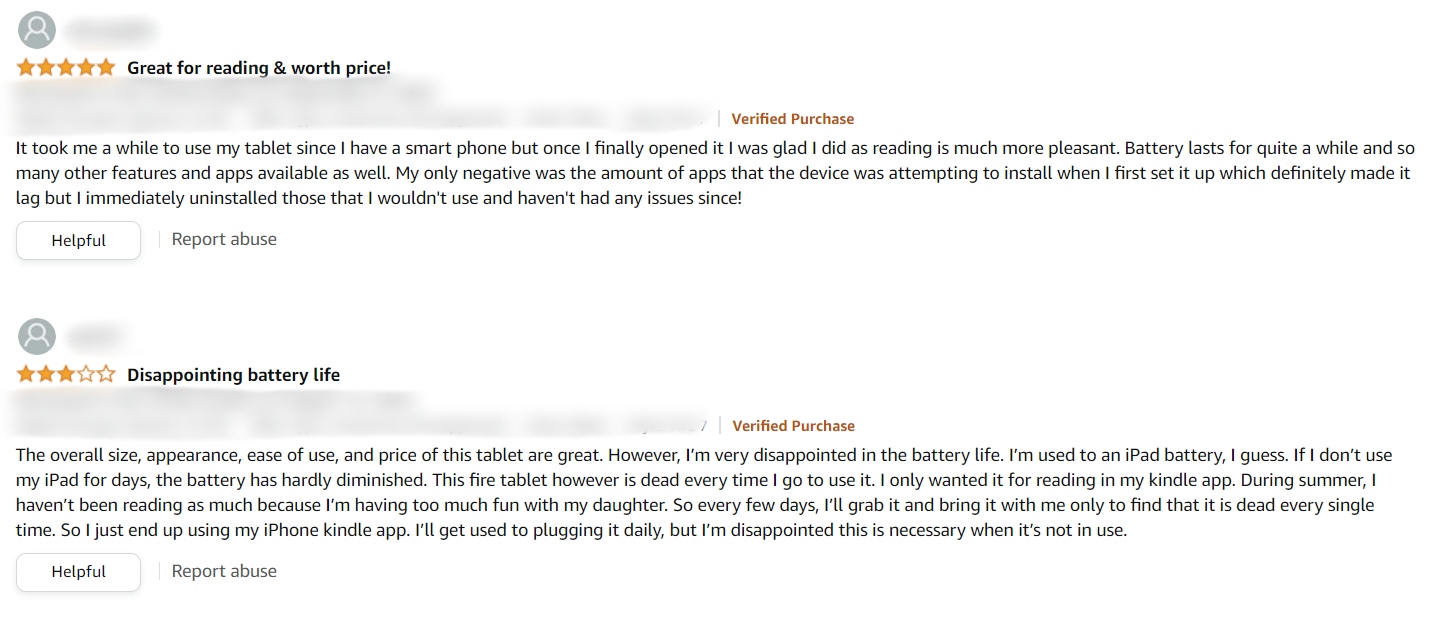 Great for reading & worth price!
Verified Purchase
It took me a while to use my tablet since I have a smart phone but once I finally opened it I was glad I did as reading is much more pleasant. Battery lasts for quite a while and so
many other features and apps available as well. My only negative was the amount of apps that the device was attempting to install when I first set it up which definitely made it
lag but I immediately uninstalled those that I wouldn't use and haven't had any issues since!
Helpful
Report abuse
Disappointing battery life
Verified Purchase
The overall size, appearance, ease of use, and price of this tablet are great. However, I’m very disappointed in the battery life. I’m used to an iPad battery, I guess. If I don’t use
my iPad for days, the battery has hardly diminished. This fire tablet however is dead every time I go to use it. I only wanted it for reading in my kindle app. During summer, I
haven’t been reading as much because I’m having too much fun with my daughter. So every few days, I’ll grab it and bring it with me only to find that it is dead every single
time. So I just end up using my iPhone kindle app. I’ll get used to plugging it daily, but I’m disappointed this is necessary when it’s not in use.
Helpful
Report abuse